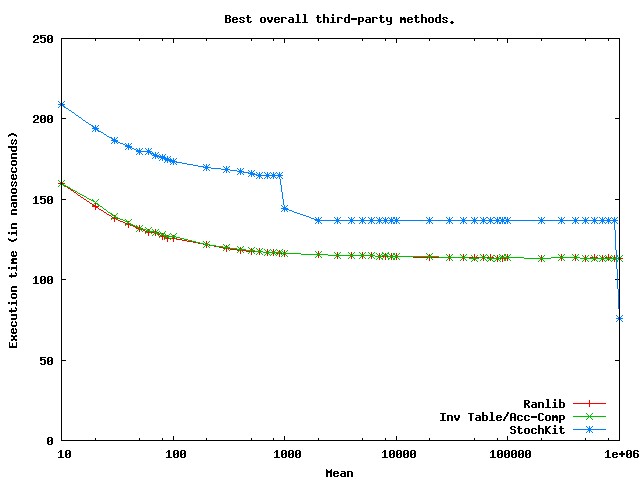 Best overall third-party methods.
250
200
150
100
50
0
Execution time (in nanoseconds)
Ranlib
Inv Table/Acc-Comp
StochKit
10 100 1000 10000 100000 1e+06
Mean